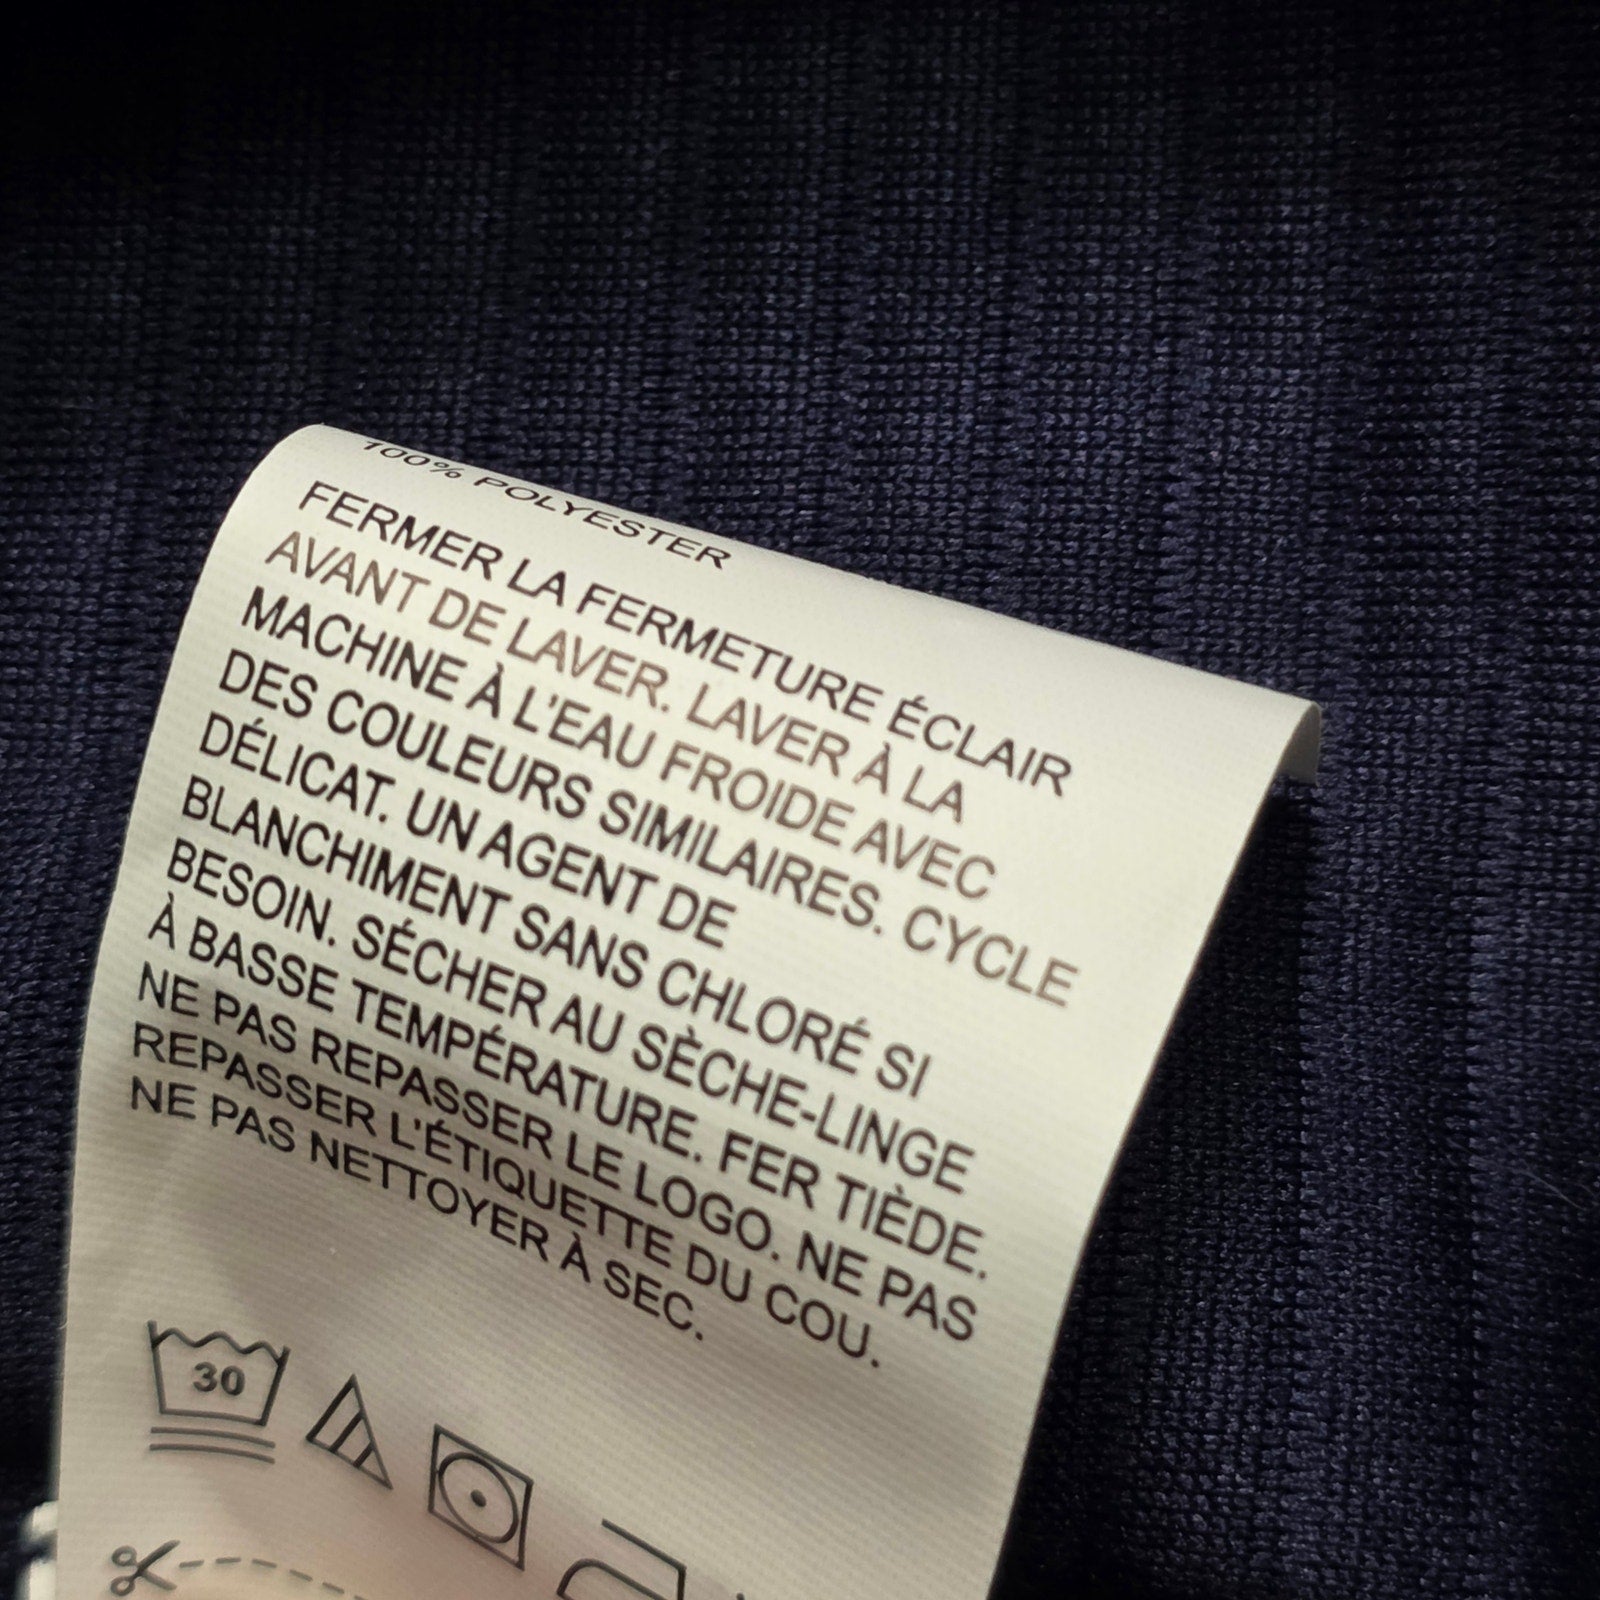 100% POLYESTER
FERMER LA FERMETURE ÉCLAIR
AVANT DE LAVER. LAVER À LA
MACHINE À L'EAU FROIDE AVEC
DES COULEURS SIMILAIRES. CYCLE
DÉLICAT. UN AGENT DE
BLANCHIMENT SANS CHLORÉ SI
BESOIN. SÉCHER AU SÈCHE-LINGE
À BASSE TEMPÉRATURE. FER TIÈDE.
NE PAS REPASSER LE LOGO. NE PAS
REPASSER L'ÉTIQUETTE DU COU.
NE PAS NETTOYER À SEC.
30